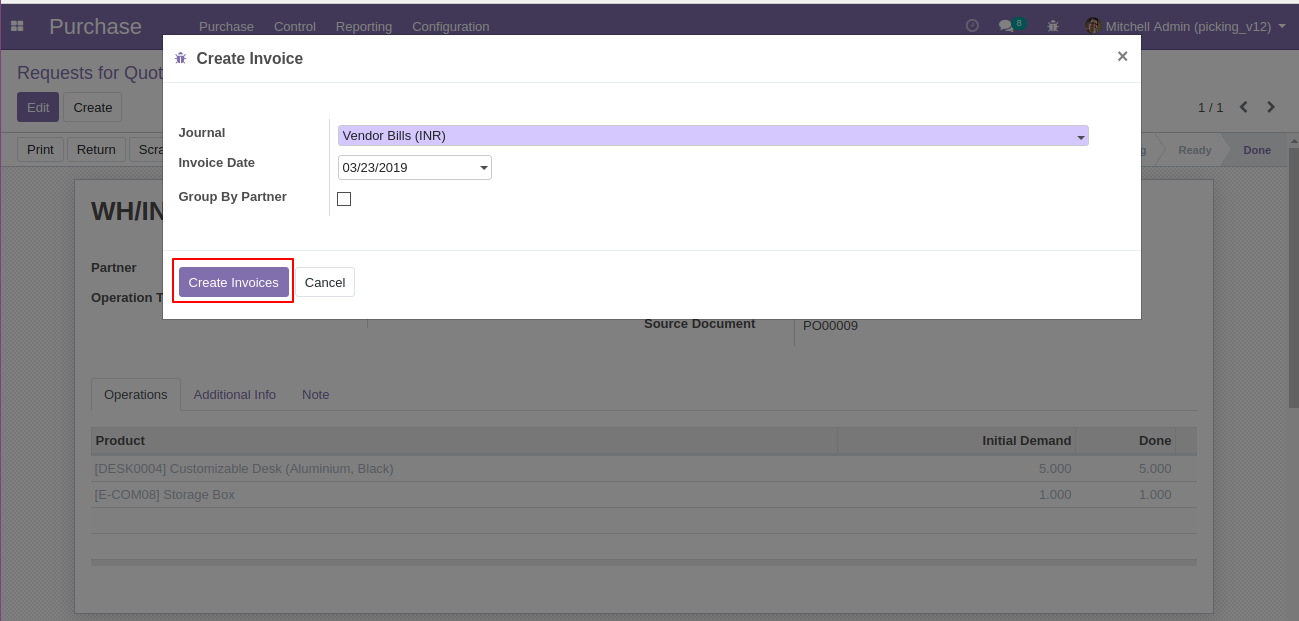 Purchase
Purchase Control Reporting Configuration
8
Mitchell Admin (picking_v12)
Requests for Quot
Edit Create
1 / 1
Print Return Scra
g Ready Done
Create Invoice
×
Journal Vendor Bills (INR)
Invoice Date 03/23/2019
Group By Partner
Create Invoices Cancel
WH/IN
Partner
Operation T
Source Document PO00009
Operations Additional Info Note
Product Initial Demand Done
[DESK0004] Customizable Desk (Aluminium, Black) 5.000 5.000
[E-COM08] Storage Box 1.000 1.000